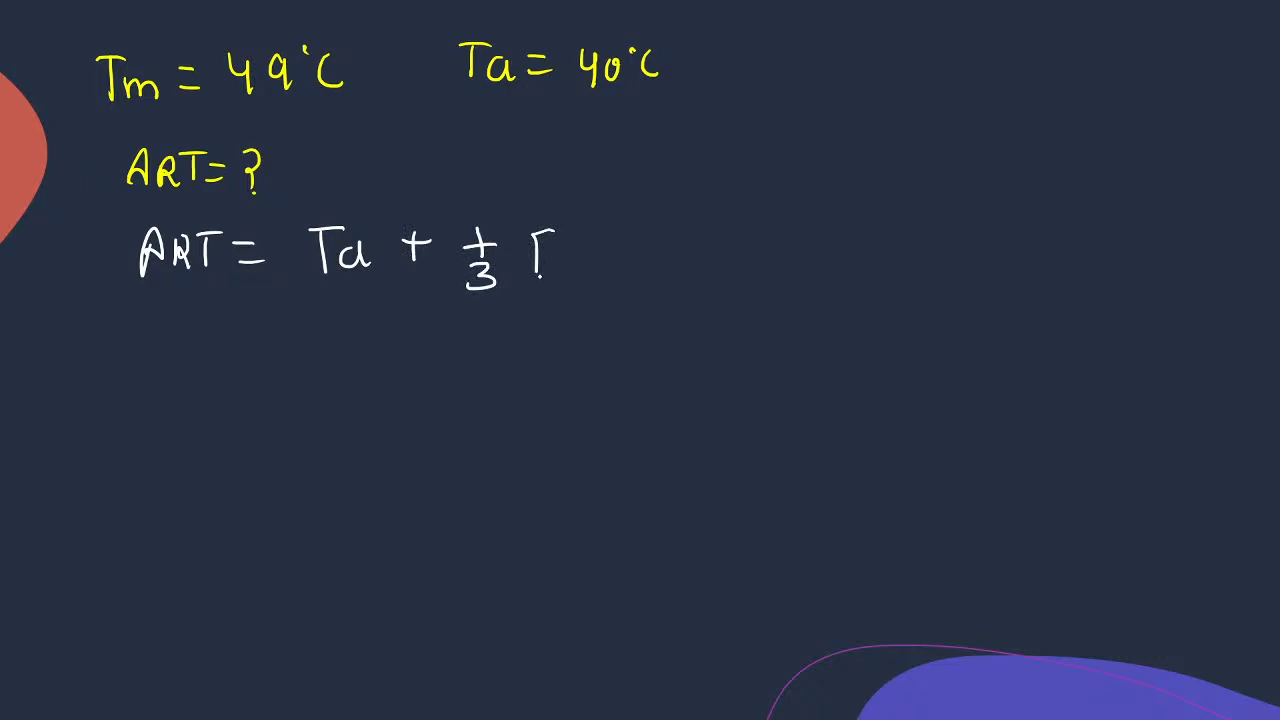 Tm = 49°C Ta = 40°C
ART = ?
ART = Ta + 1/3 [